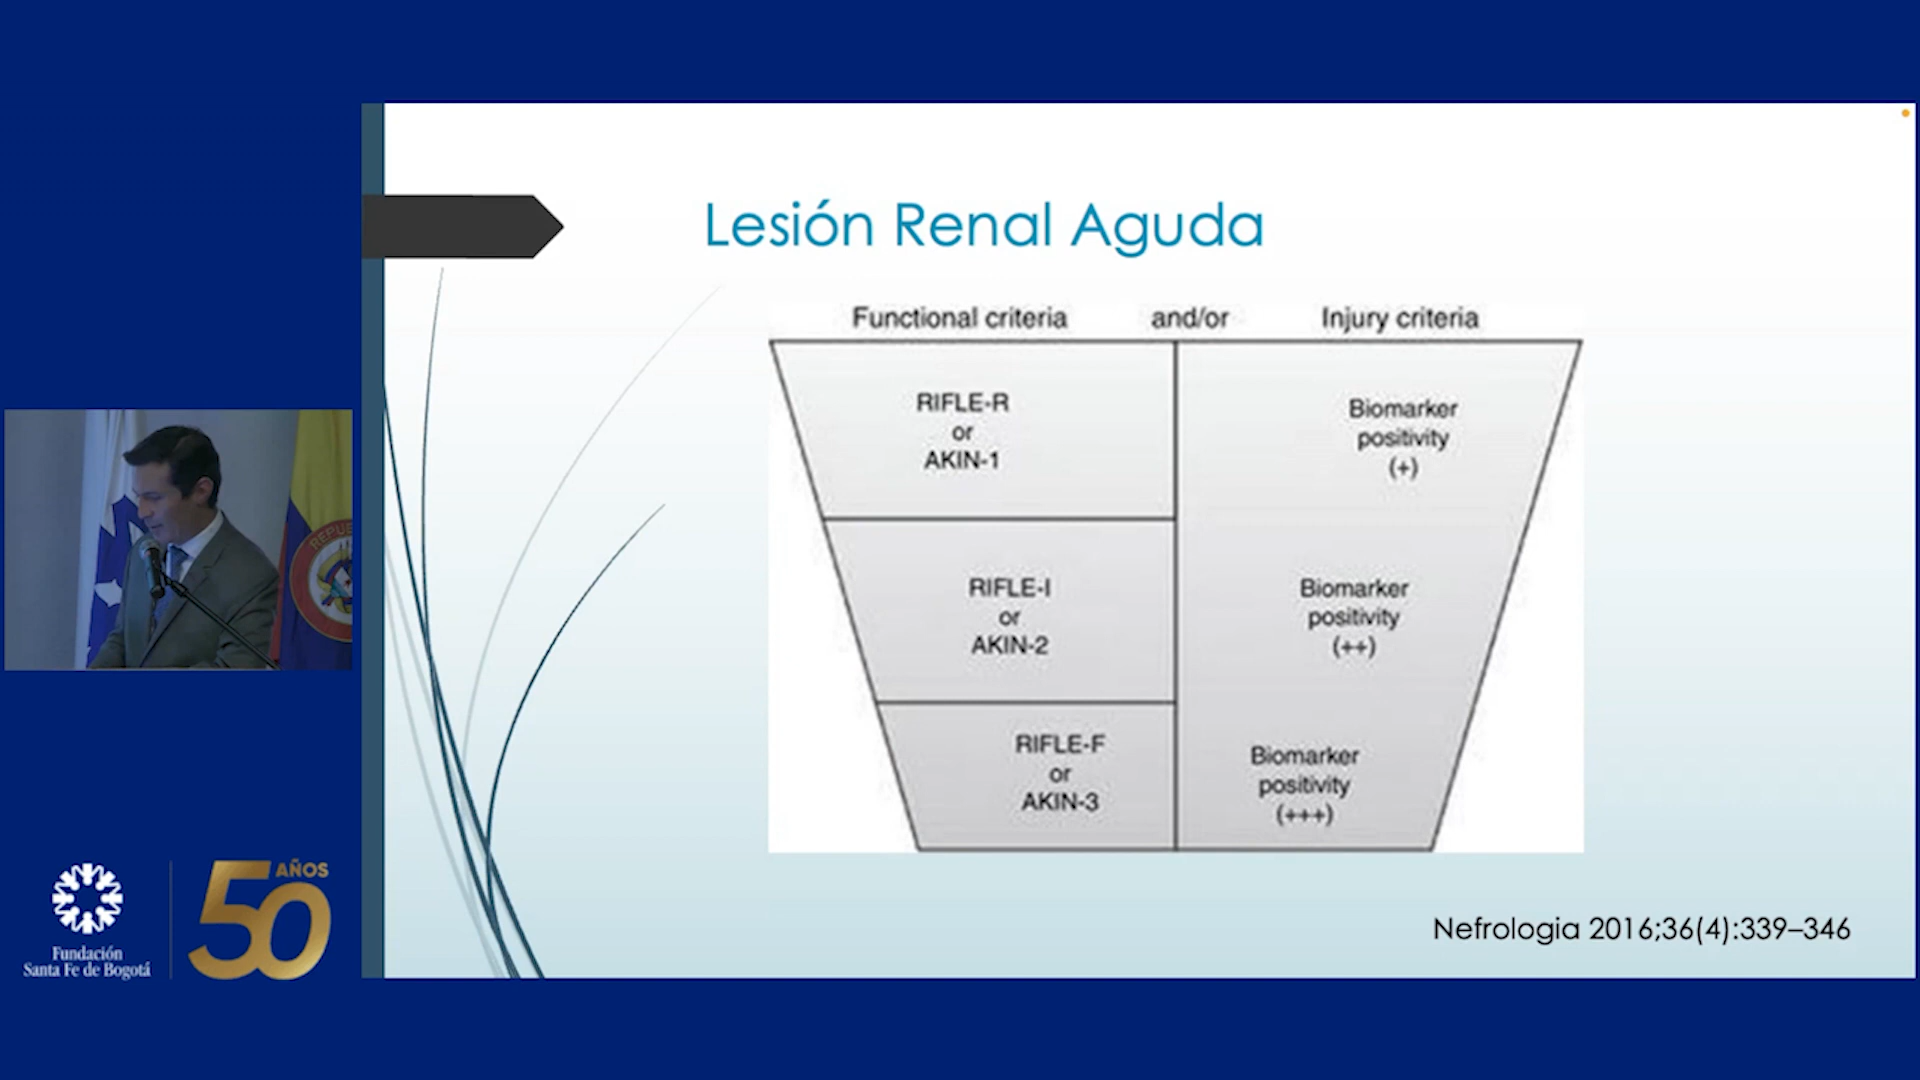 Lesión Renal Aguda
Functional criteria and/or Injury criteria
RIFLE-R
or
AKIN-1
Biomarker
positivity
(+)
RIFLE-I
or
AKIN-2
Biomarker
positivity
(++)
RIFLE-F
or
AKIN-3
Biomarker
positivity
(+++)
Nefrologia 2016;36(4):339–346
Fundación
Santa Fe de Bogotá
50 AÑOS